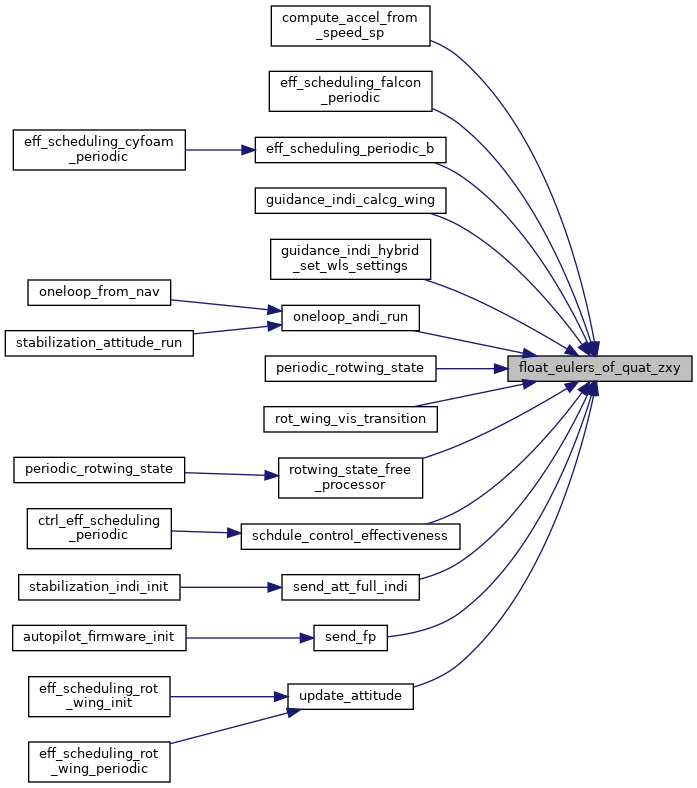 compute_accel_from
_speed_sp
eff_scheduling_falcon
_periodic
eff_scheduling_cyfoam
_periodic
eff_scheduling_periodic_b
guidance_indi_calcg_wing
guidance_indi_hybrid
_set_wls_settings
oneloop_from_nav
oneloop_andi_run
stabilization_attitude_run
periodic_rotwing_state
float_eulers_of_quat_zxy
rot_wing_vis_transition
periodic_rotwing_state
rotwing_state_free
_processor
ctrl_eff_scheduling
_periodic
schdule_control_effectiveness
stabilization_indi_init
send_att_full_indi
autopilot_firmware_init
send_fp
eff_scheduling_rot
_wing_init
update_attitude
eff_scheduling_rot
_wing_periodic